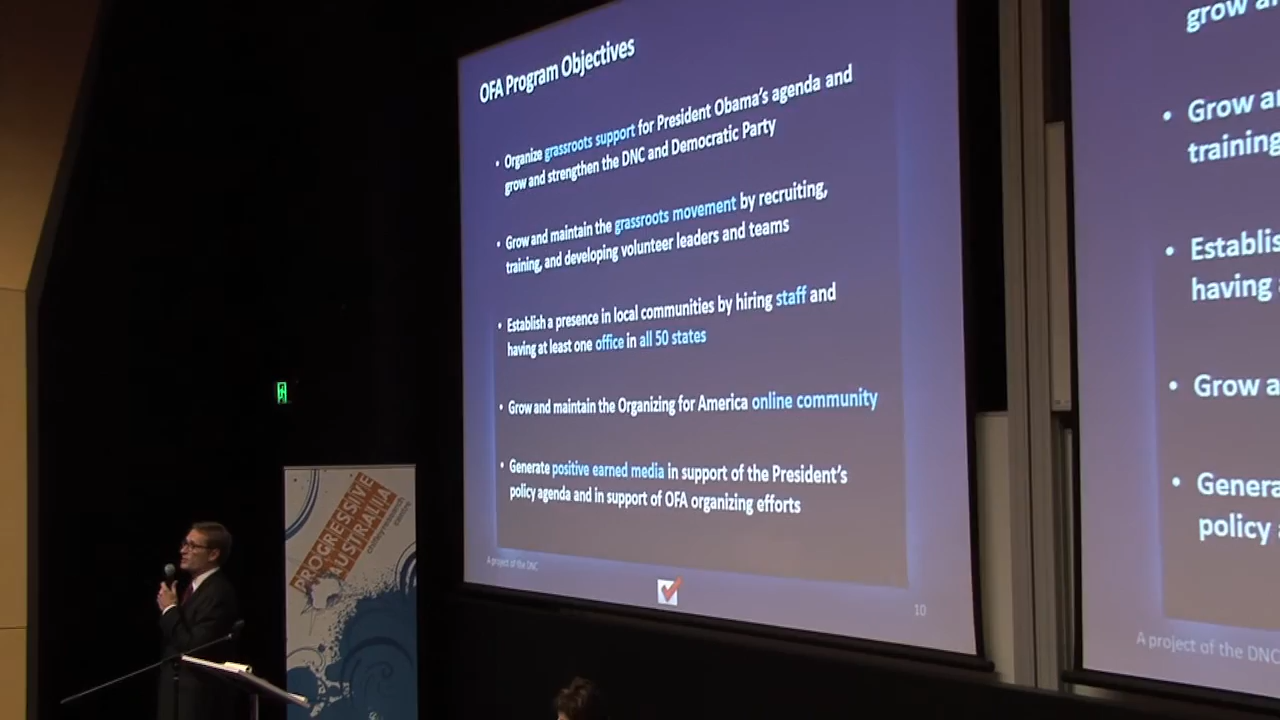 OFA Program Objectives
• Organize grassroots support for President Obama's agenda and
grow and strengthen the DNC and Democratic Party
• Grow and maintain the grassroots movement by recruiting,
training, and developing volunteer leaders and teams
• Establish a presence in local communities by hiring staff and
having at least one office in all 50 states
• Grow and maintain the Organizing for America online community
• Generate positive earned media in support of the President's
policy agenda and in support of OFA organizing efforts
A project of the DNC
10
grow
• Grow
training
• Establis
having
• Grow a
• Genera
policy
A project of the DNC
PROGRESSIVE
AUSTRALIA
chifley research
centre